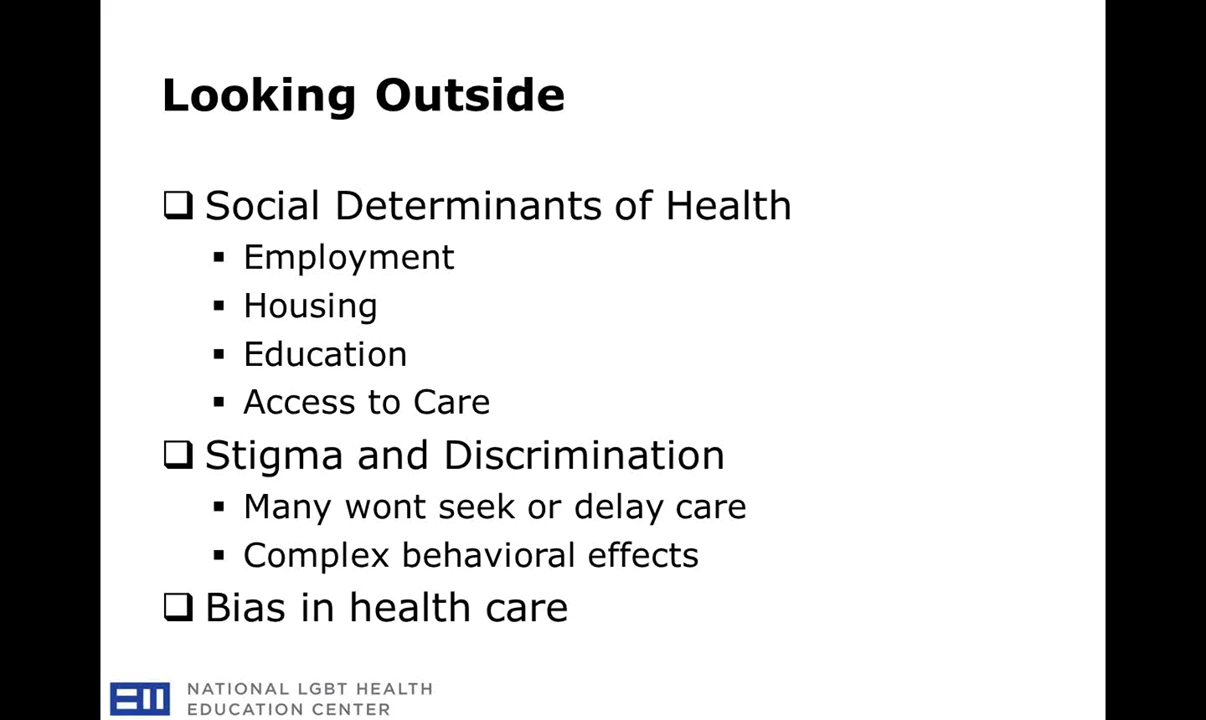 Looking Outside
Social Determinants of Health
Employment
Housing
Education
Access to Care
Stigma and Discrimination
Many wont seek or delay care
Complex behavioral effects
Bias in health care
NATIONAL LGBT HEALTH
EDUCATION CENTER